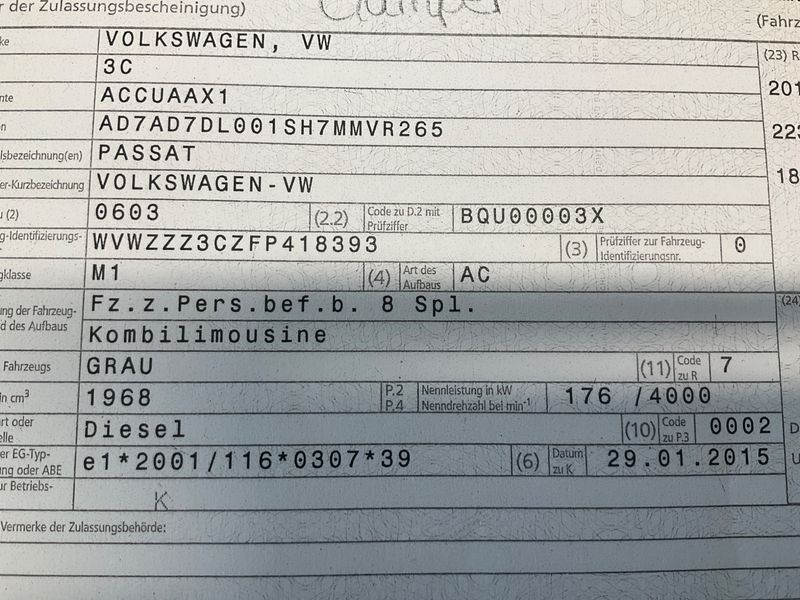 r der Zulassungsbescheinigung)
(Fahrz
ke VOLKSWAGEN, VW (23) R
3C
nte ACCUAAX1 201
n AD7AD7DL001SH7MMVR265 223
lsbezeichnung(en) PASSAT
er-Kurzbezeichnung VOLKSWAGEN-VW 18
u (2) 0603 (2.2) Code zu D.2 mit Prüfziffer BQU00003X
g-Identifizierungs- WVWZZZ3CZFP418393 (3) Prüfziffer zur Fahrzeug-Identifizierungsnr. 0
gklasse M1 (4) Art des Aufbaus AC
ung der Fahrzeug- Fz.z.Pers.bef.b. 8 Spl. (24)
d des Aufbaus Kombilimousine
Fahrzeugs GRAU (11) Code zu R 7
in cm³ 1968 P.2 P.4 Nennleistung in kW Nenndrehzahl bei min-1 176 /4000
rt oder elle Diesel (10) Code zu P.3 0002 D
er EG-Typ- ung oder ABE e1*2001/116*0307*39 (6) Datum zu K 29.01.2015 U
ur Betriebs- K
Vermerke der Zulassungsbehörde: